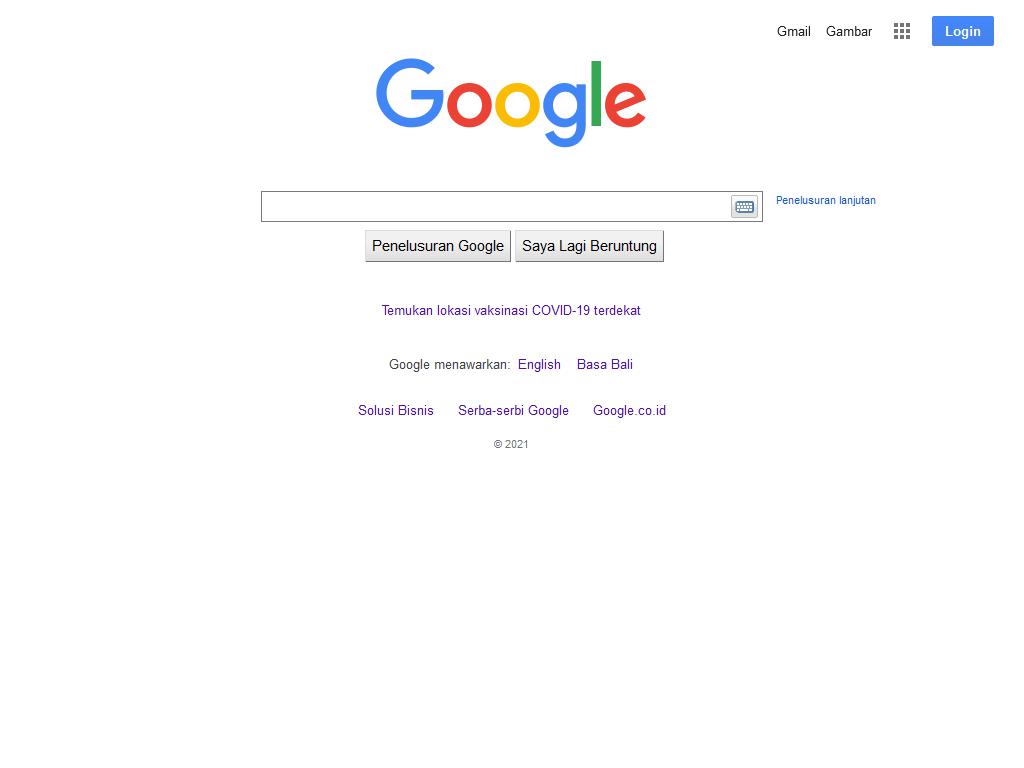 Gmail Gambar Login
Google
Penelusuran lanjutan
Penelusuran Google Saya Lagi Beruntung
Temukan lokasi vaksinasi COVID-19 terdekat
Google menawarkan: English Basa Bali
Solusi Bisnis Serba-serbi Google Google.co.id
© 2021